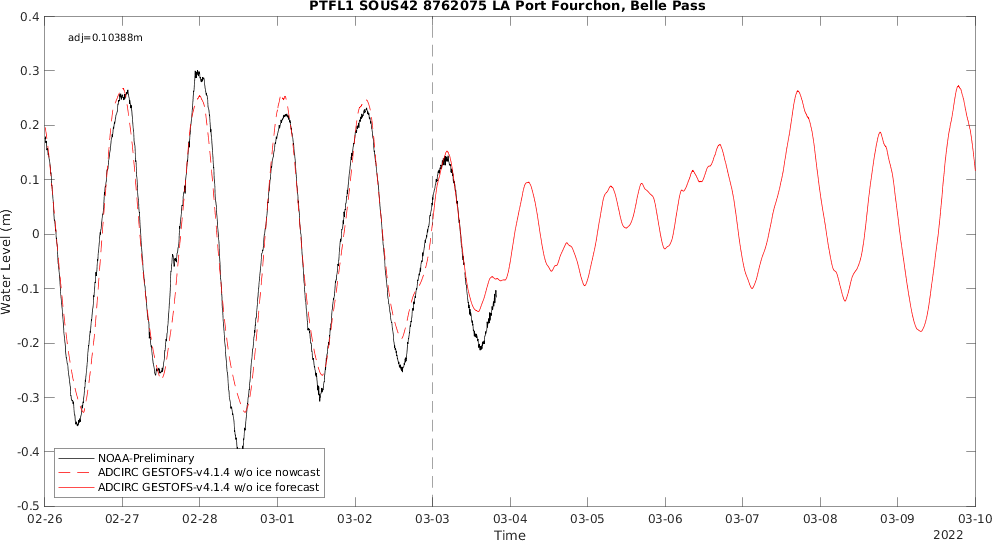 PTFL1 SOUS42 8762075 LA Port Fourchon, Belle Pass
adj=0.10388m
0.4
0.3
0.2
0.1
0
-0.1
-0.2
-0.3
-0.4
-0.5
Water Level (m)
NOAA-Preliminary
ADCIRC GESTOFS-v4.1.4 w/o ice nowcast
ADCIRC GESTOFS-v4.1.4 w/o ice forecast
02-26 02-27 02-28 03-01 03-02 03-03 03-04 03-05 03-06 03-07 03-08 03-09 03-10
Time
2022